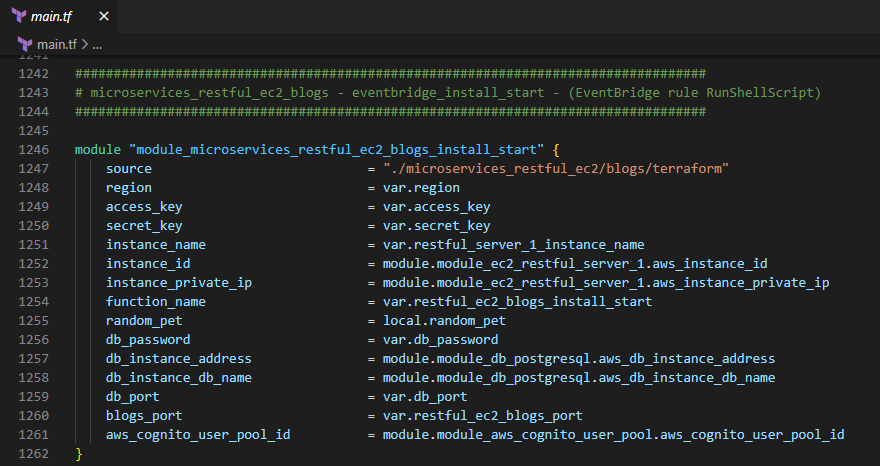 main.tf ×
main.tf > ...
1241
1242 ##################################################################################
1243 # microservices_restful_ec2_blogs - eventbridge_install_start - (EventBridge rule RunShellScript)
1244 ##################################################################################
1245
1246 module "module_microservices_restful_ec2_blogs_install_start" {
1247     source                            = "./microservices_restful_ec2/blogs/terraform"
1248     region                            = var.region
1249     access_key                        = var.access_key
1250     secret_key                        = var.secret_key
1251     instance_name                     = var.restful_server_1_instance_name
1252     instance_id                       = module.module_ec2_restful_server_1.aws_instance_id
1253     instance_private_ip               = module.module_ec2_restful_server_1.aws_instance_private_ip
1254     function_name                     = var.restful_ec2_blogs_install_start
1255     random_pet                        = local.random_pet
1256     db_password                       = var.db_password
1257     db_instance_address               = module.module_db_postgresql.aws_db_instance_address
1258     db_instance_db_name               = module.module_db_postgresql.aws_db_instance_db_name
1259     db_port                           = var.db_port
1260     blogs_port                        = var.restful_ec2_blogs_port
1261     aws_cognito_user_pool_id          = module.module_aws_cognito_user_pool.aws_cognito_user_pool_id
1262 }